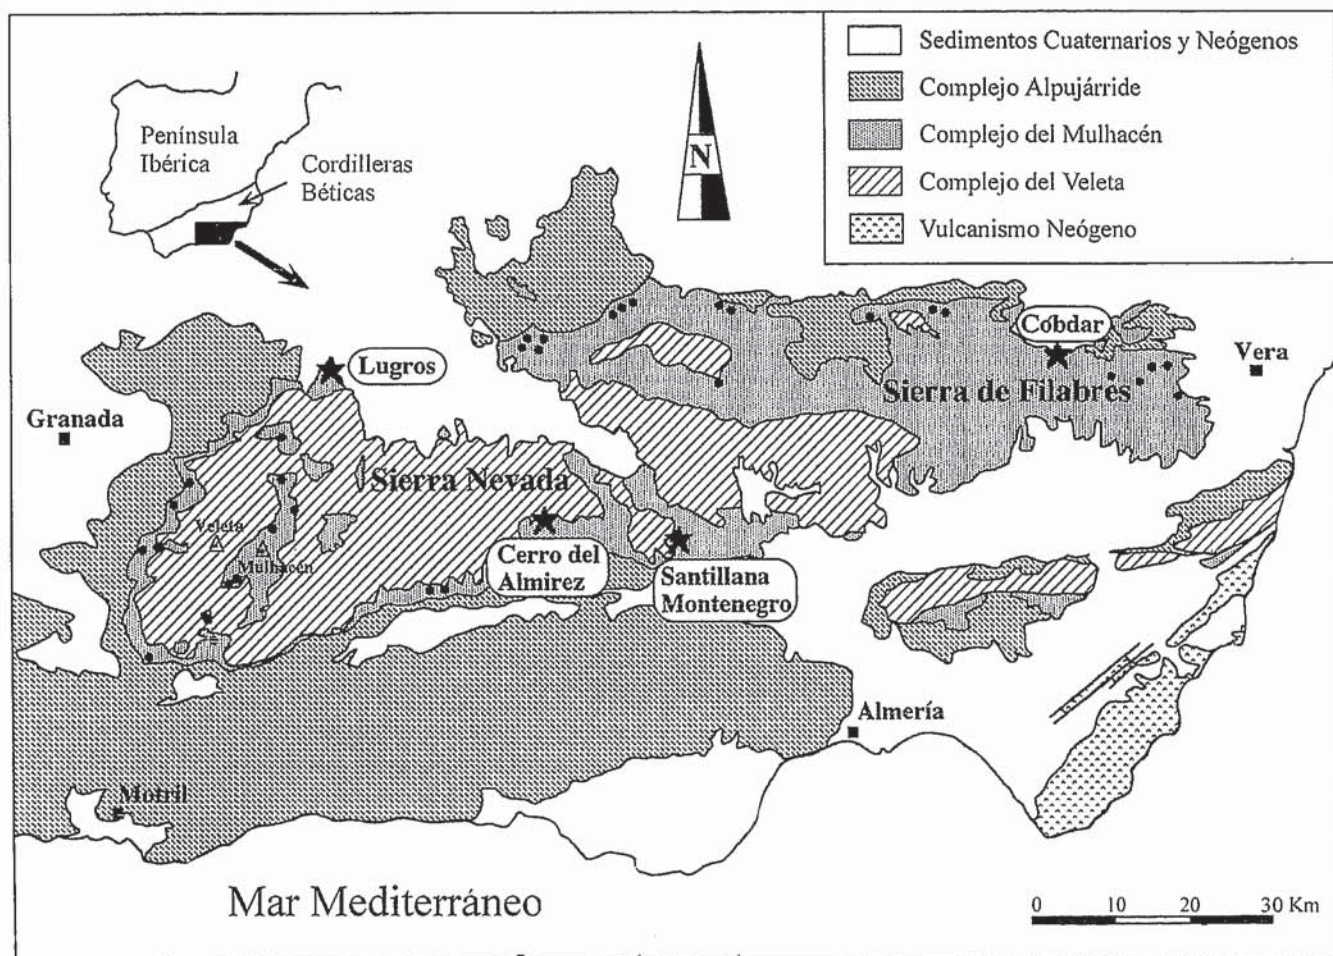 Sedimentos Cuaternarios y Neógenos
Complejo Alpujárride
Complejo del Mulhacén
Complejo del Veleta
Vulcanismo Neógeno
Península
Ibérica
Cordilleras
Béticas
N
Lugros
Cóbdar
Vera
Granada
Sierra de Filabres
Sierra Nevada
Veleta
Mulhacén
Cerro del
Almirez
Santillana
Montenegro
Almería
Motril
Mar Mediterráneo
0 10 20 30 Km